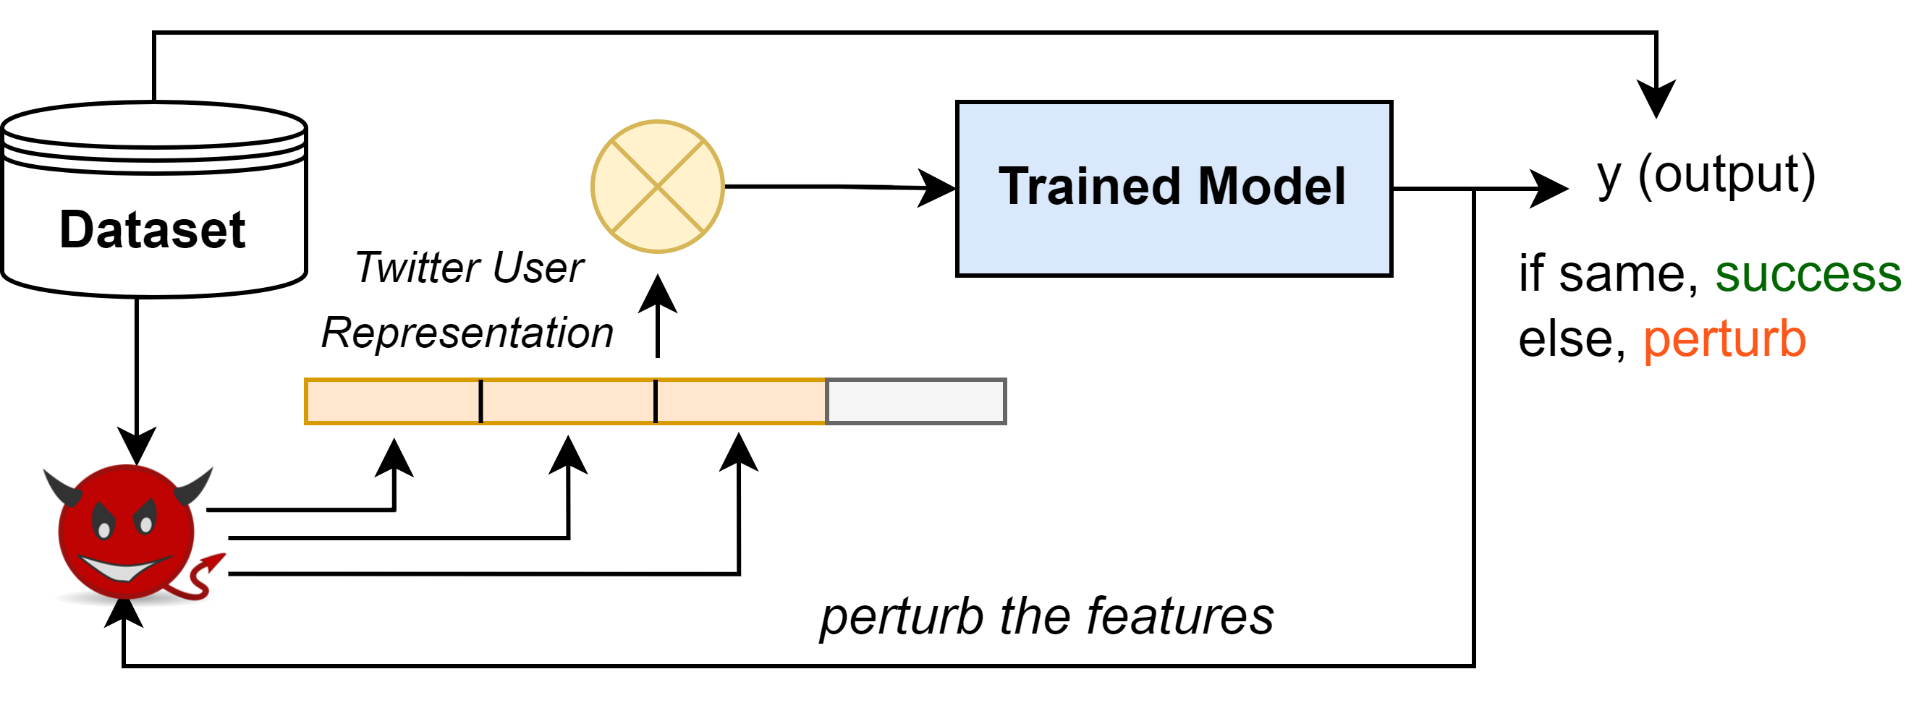 Dataset
Twitter User
Representation
Trained Model
y (output)
if same, success
else, perturb
perturb the features